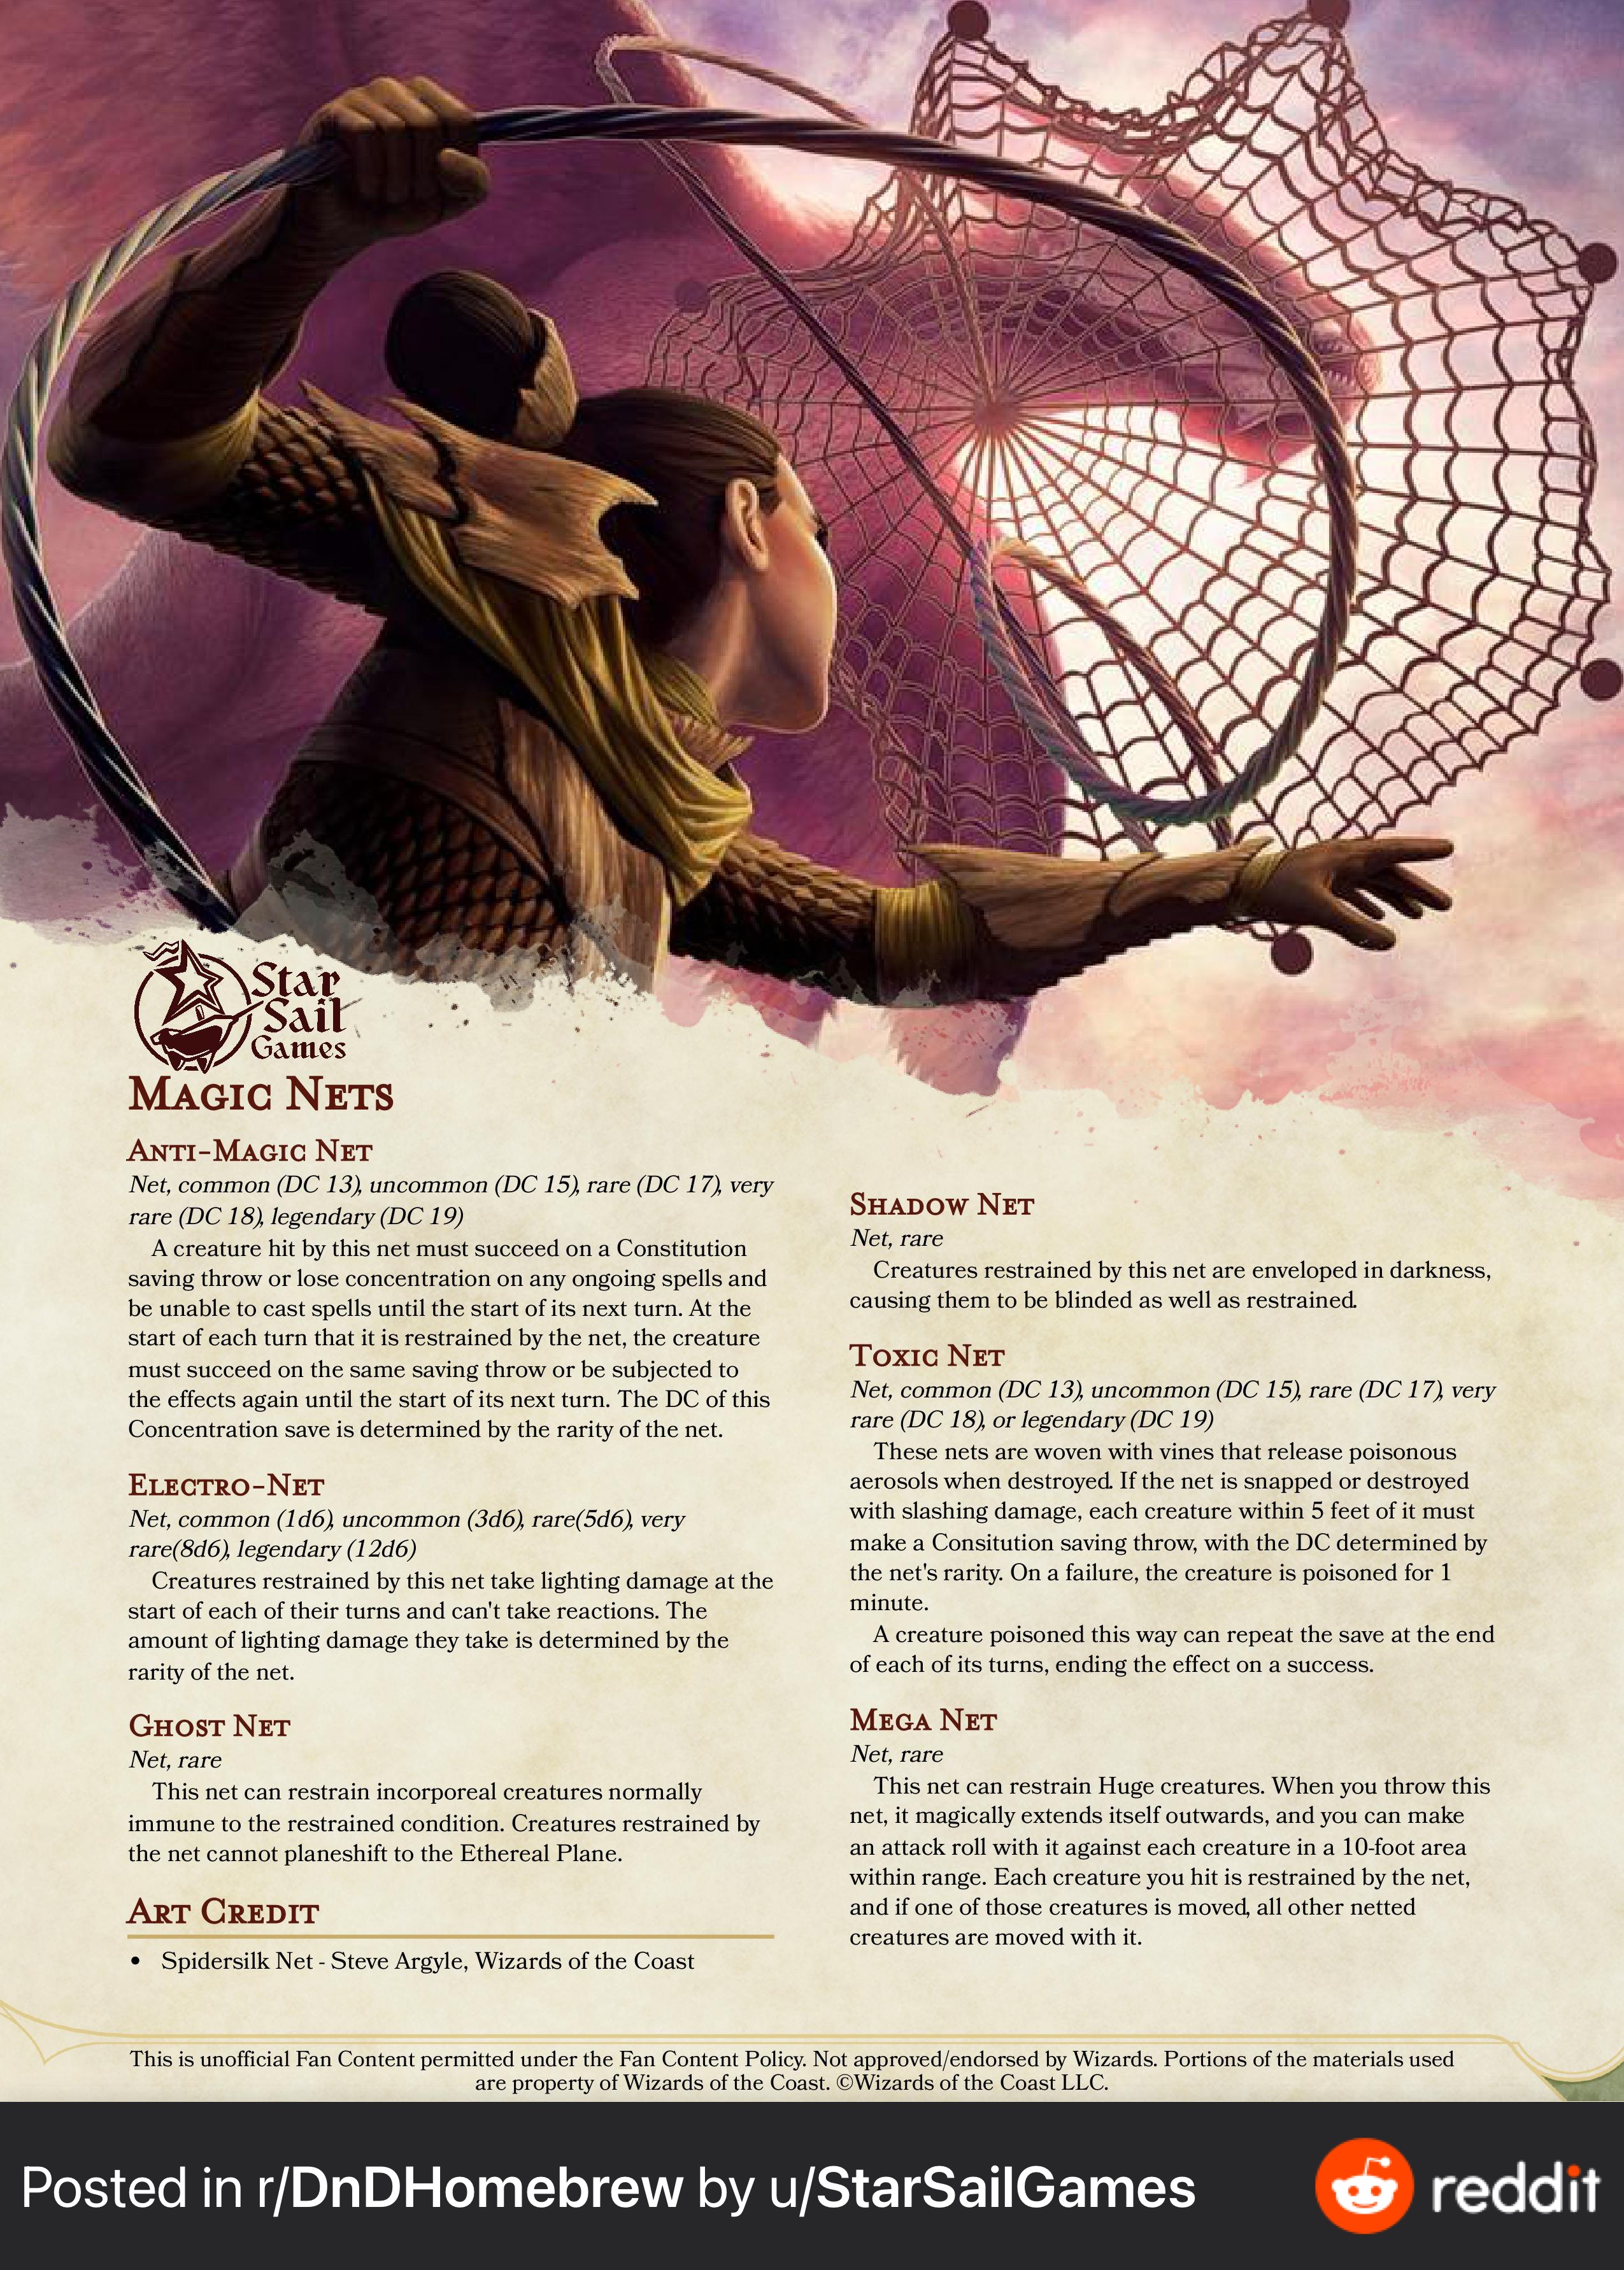 Star
Sail
Games
Magic Nets
Anti-Magic Net
Net, common (DC 13), uncommon (DC 15), rare (DC 17), very
rare (DC 18), legendary (DC 19)
A creature hit by this net must succeed on a Constitution
saving throw or lose concentration on any ongoing spells and
be unable to cast spells until the start of its next turn. At the
start of each turn that it is restrained by the net, the creature
must succeed on the same saving throw or be subjected to
the effects again until the start of its next turn. The DC of this
Concentration save is determined by the rarity of the net.
Electro-Net
Net, common (1d6), uncommon (3d6), rare(5d6), very
rare(8d6), legendary (12d6)
Creatures restrained by this net take lighting damage at the
start of each of their turns and can't take reactions. The
amount of lighting damage they take is determined by the
rarity of the net.
Ghost Net
Net, rare
This net can restrain incorporeal creatures normally
immune to the restrained condition. Creatures restrained by
the net cannot planeshift to the Ethereal Plane.
Art Credit
• Spidersilk Net - Steve Argyle, Wizards of the Coast
Shadow Net
Net, rare
Creatures restrained by this net are enveloped in darkness,
causing them to be blinded as well as restrained.
Toxic Net
Net, common (DC 13), uncommon (DC 15), rare (DC 17), very
rare (DC 18), or legendary (DC 19)
These nets are woven with vines that release poisonous
aerosols when destroyed. If the net is snapped or destroyed
with slashing damage, each creature within 5 feet of it must
make a Consitution saving throw, with the DC determined by
the net's rarity. On a failure, the creature is poisoned for 1
minute.
A creature poisoned this way can repeat the save at the end
of each of its turns, ending the effect on a success.
Mega Net
Net, rare
This net can restrain Huge creatures. When you throw this
net, it magically extends itself outwards, and you can make
an attack roll with it against each creature in a 10-foot area
within range. Each creature you hit is restrained by the net,
and if one of those creatures is moved, all other netted
creatures are moved with it.
This is unofficial Fan Content permitted under the Fan Content Policy. Not approved/endorsed by Wizards. Portions of the materials used
are property of Wizards of the Coast. ©Wizards of the Coast LLC.
Posted in r/DnDHomebrew by u/StarSailGames
reddit